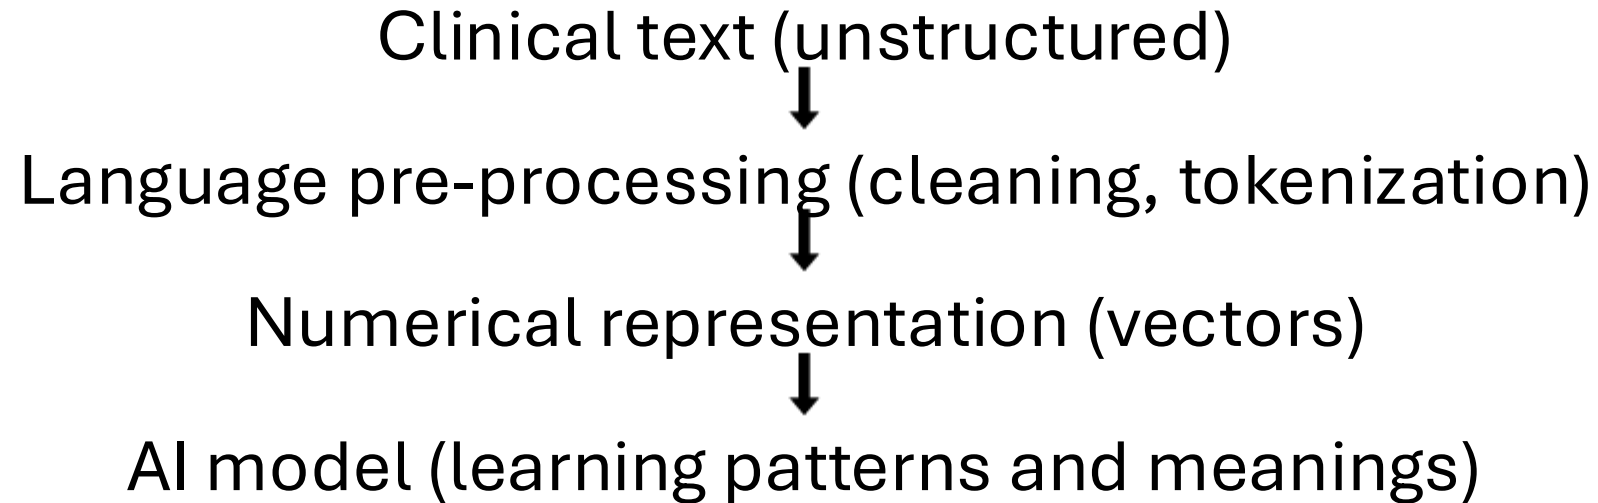 Clinical text (unstructured)
Language pre-processing (cleaning, tokenization)
Numerical representation (vectors)
AI model (learning patterns and meanings)